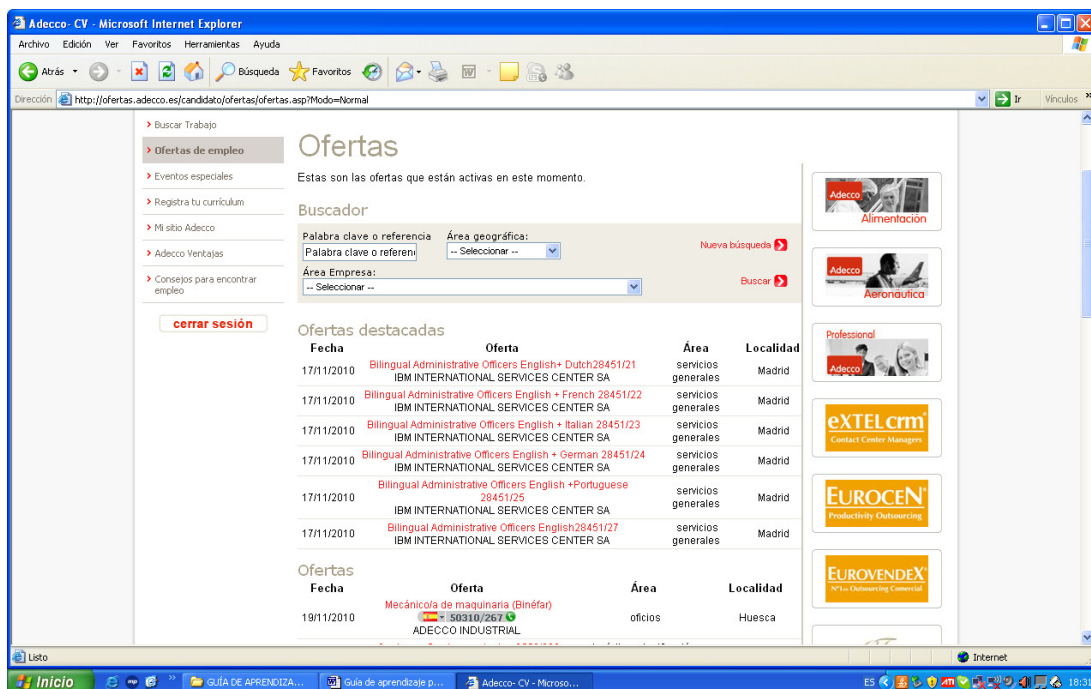 Adecco- CV - Microsoft Internet Explorer
Archivo Edición Ver Favoritos Herramientas Ayuda
Atrás Búsqueda Favoritos
Dirección http://ofertas.adecco.es/candidato/ofertas/ofertas.asp?Modo=Normal Ir Vínculos
Buscar Trabajo
Ofertas de empleo
Eventos especiales
Registra tu currículum
Mi sitio Adecco
Adecco Ventajas
Consejos para encontrar
empleo
cerrar sesión
Ofertas
Estas son las ofertas que están activas en este momento.
Buscador
Palabra clave o referencia Área geográfica:
Palabra clave o referen -- Seleccionar -- Nueva búsqueda
Área Empresa:
-- Seleccionar -- Buscar
Ofertas destacadas
Fecha Oferta Área Localidad
Bilingual Administrative Officers English+ Dutch28451/21
17/11/2010 IBM INTERNATIONAL SERVICES CENTER SA servicios generales Madrid
Bilingual Administrative Officers English + French 28451/22
17/11/2010 IBM INTERNATIONAL SERVICES CENTER SA servicios generales Madrid
Bilingual Administrative Officers English + Italian 28451/23
17/11/2010 IBM INTERNATIONAL SERVICES CENTER SA servicios generales Madrid
Bilingual Administrative Officers English + German 28451/24
17/11/2010 IBM INTERNATIONAL SERVICES CENTER SA servicios generales Madrid
Bilingual Administrative Officers English +Portuguese
28451/25
17/11/2010 IBM INTERNATIONAL SERVICES CENTER SA servicios generales Madrid
Bilingual Administrative Officers English28451/27
17/11/2010 IBM INTERNATIONAL SERVICES CENTER SA servicios generales Madrid
Ofertas
Fecha Oferta Área Localidad
Mecánico/a de maquinaria (Binéfar)
19/11/2010 50310/267 oficios Huesca
ADECCO INDUSTRIAL
Adecco
Alimentación
Adecco
Aeronáutica
Professional
Adecco
eXTEL crm
Contact Center Managers
EUROCEN
Productivity Outsourcing
EUROVENDEX
Nº1 en Outsourcing Comercial
Listo Internet
Inicio GUÍA DE APRENDIZA... Guía de aprendizaje p... Adecco- CV - Microso... ES 18:38